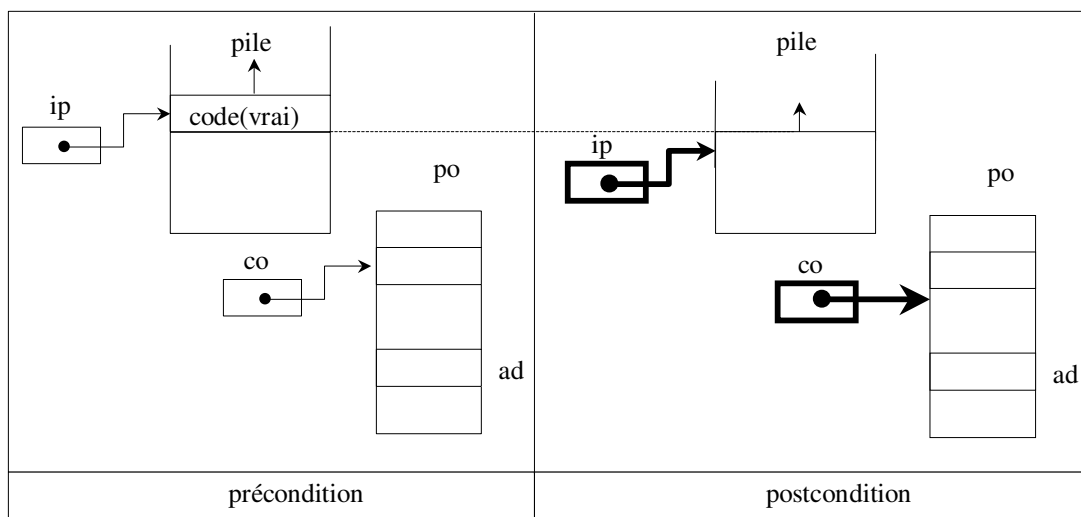 pile
ip
code(vrai)
po
co
ad
précondition
pile
ip
po
co
ad
postcondition